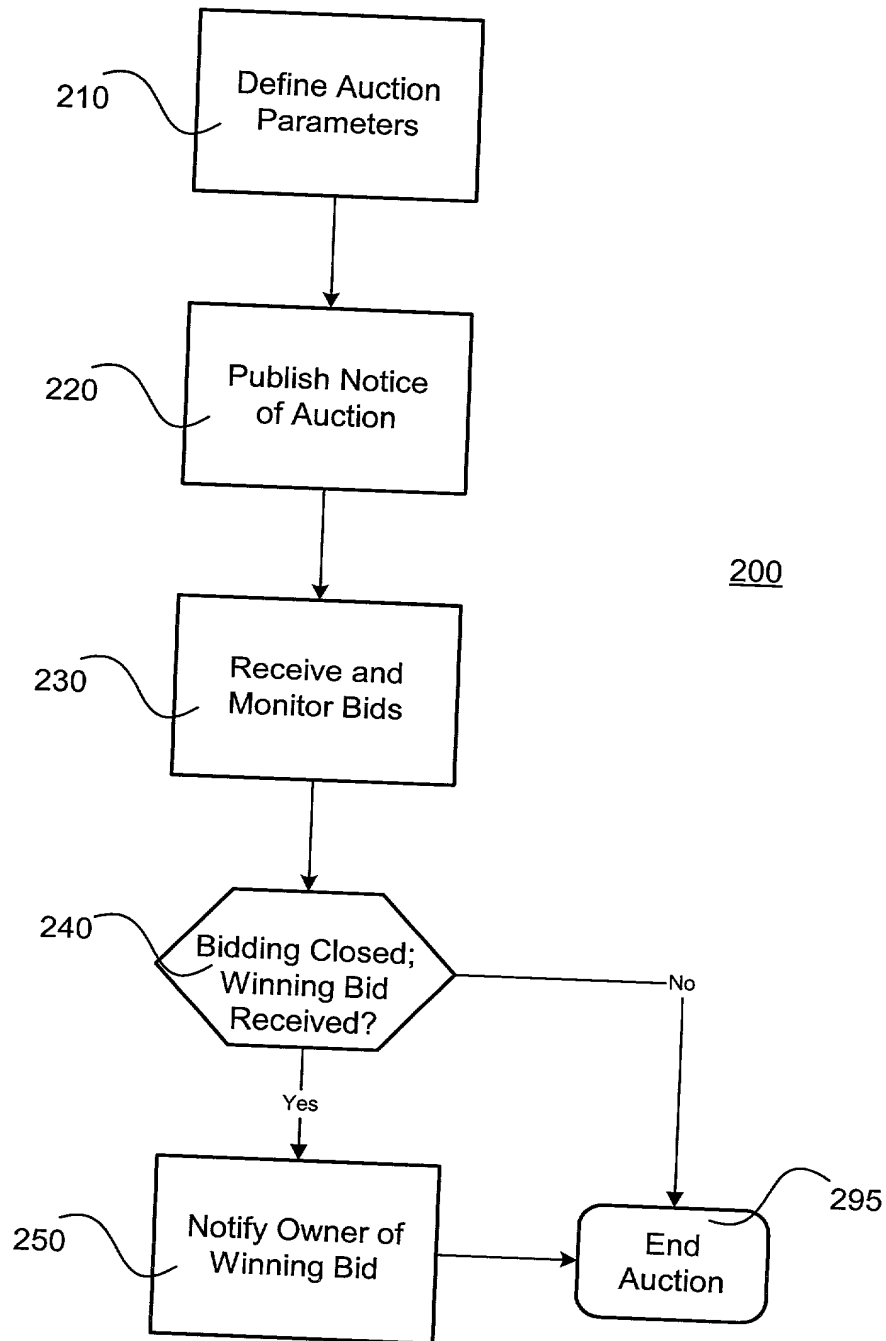 210
Define Auction
Parameters
220
Publish Notice
of Auction
200
230
Receive and
Monitor Bids
240
Bidding Closed;
Winning Bid
Received?
No
Yes
250
Notify Owner of
Winning Bid
End
Auction
295